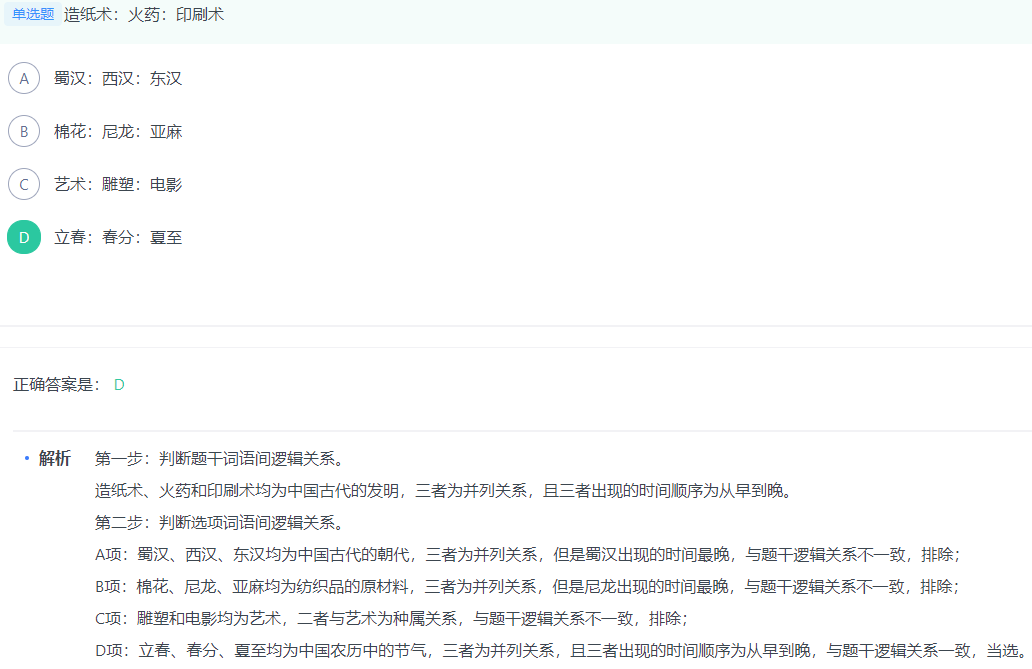 单选题 造纸术：火药：印刷术
A 蜀汉：西汉：东汉
B 棉花：尼龙：亚麻
C 艺术：雕塑：电影
D 立春：春分：夏至
正确答案是： D
解析 第一步：判断题干词语间逻辑关系。
造纸术、火药和印刷术均为中国古代的发明，三者为并列关系，且三者出现的时间顺序为从早到晚。
第二步：判断选项词语间逻辑关系。
A项：蜀汉、西汉、东汉均为中国古代的朝代，三者为并列关系，但是蜀汉出现的时间最晚，与题干逻辑关系不一致，排除；
B项：棉花、尼龙、亚麻均为纺织品的原材料，三者为并列关系，但是尼龙出现的时间最晚，与题干逻辑关系不一致，排除；
C项：雕塑和电影均为艺术，二者与艺术为种属关系，与题干逻辑关系不一致，排除；
D项：立春、春分、夏至均为中国农历中的节气，三者为并列关系，且三者出现的时间顺序为从早到晚，与题干逻辑关系一致，当选。